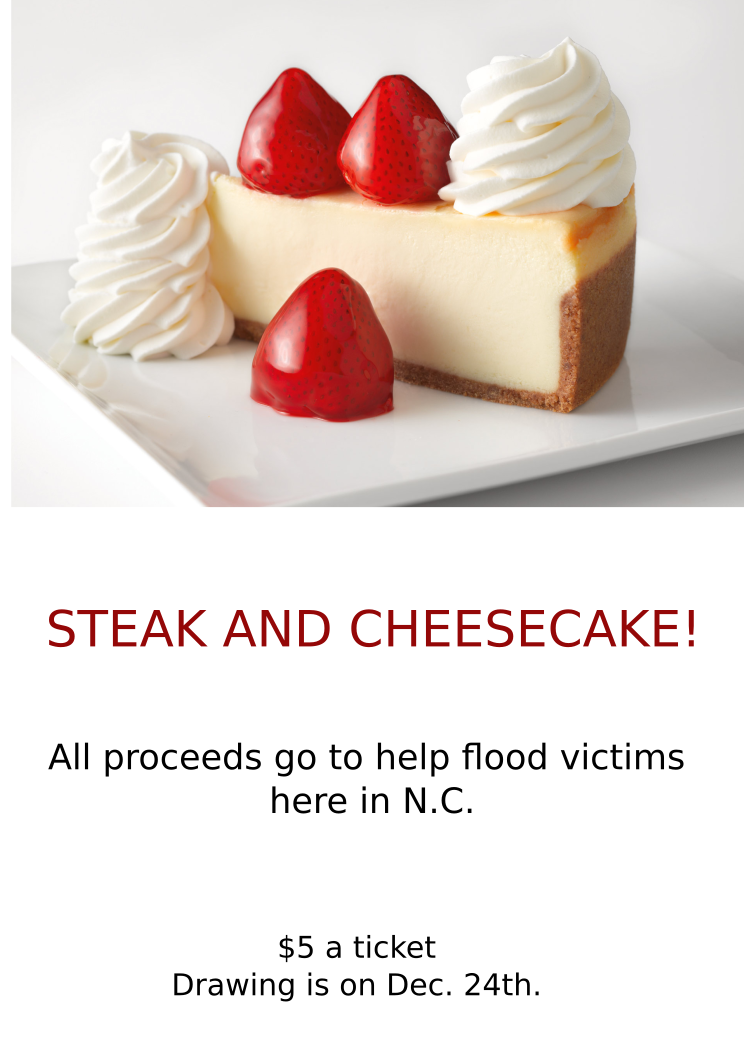 STEAK AND CHEESECAKE!
All proceeds go to help flood victims
here in N.C.
$5 a ticket
Drawing is on Dec. 24th.